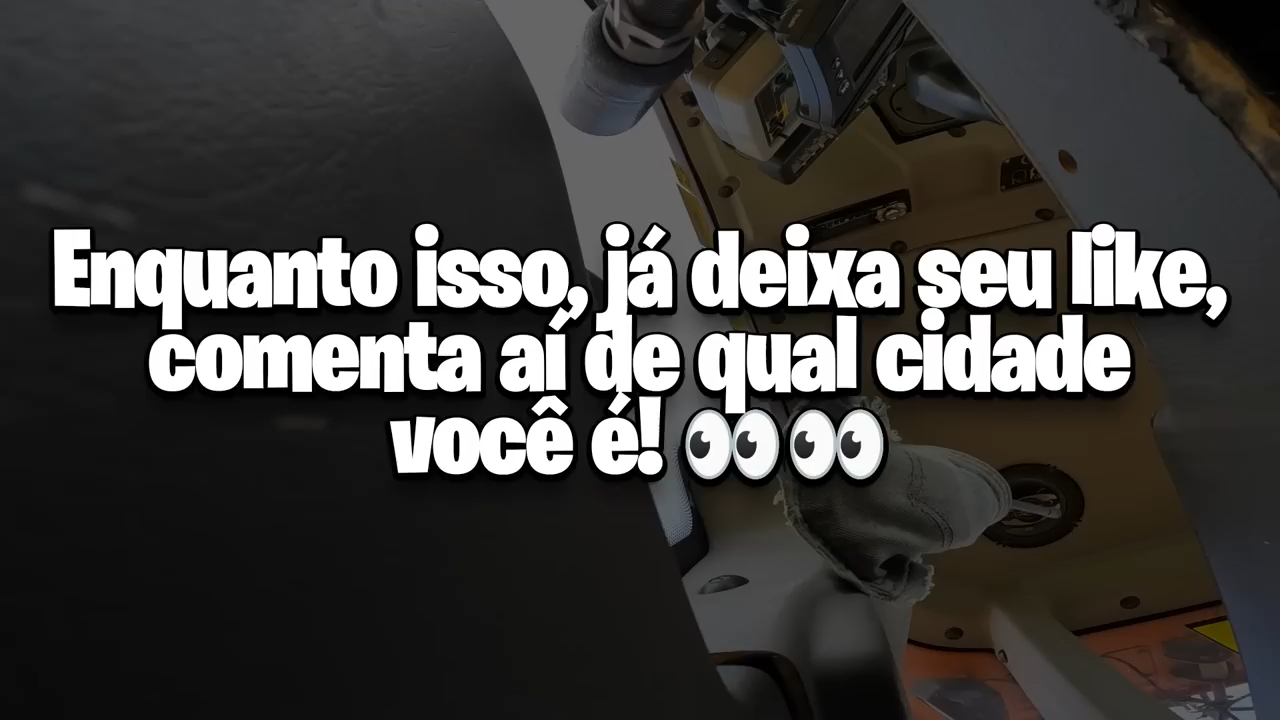 Enquanto isso, já deixa seu like,
comenta aí de qual cidade
você é! 👀👀